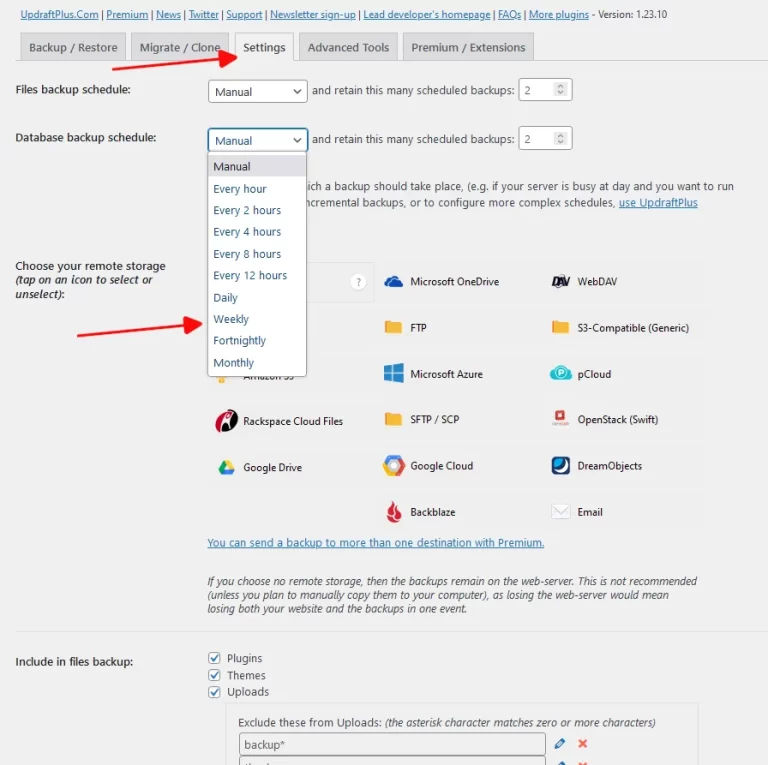 UpdraftPlus.Com | Premium | News | Twitter | Support | Newsletter sign-up | Lead developer's homepage | FAQs | More plugins - Version: 1.23.10
Backup / Restore Migrate / Clone Settings Advanced Tools Premium / Extensions
Files backup schedule: Manual and retain this many scheduled backups: 2
Database backup schedule: Manual and retain this many scheduled backups: 2
Manual
Every hour
Every 2 hours
Every 4 hours
Every 8 hours
Every 12 hours
Daily
Weekly
Fortnightly
Monthly
a backup should take place, (e.g. if your server is busy at day and you want to run
backups, or to configure more complex schedules, use UpdraftPlus
Choose your remote storage
(tap on an icon to select or
unselect):
? Microsoft OneDrive WebDAV
FTP S3-Compatible (Generic)
Microsoft Azure pCloud
Rackspace Cloud Files SFTP / SCP OpenStack (Swift)
Google Drive Google Cloud DreamObjects
Backblaze Email
You can send a backup to more than one destination with Premium.
If you choose no remote storage, then the backups remain on the web-server. This is not recommended
(unless you plan to manually copy them to your computer), as losing the web-server would mean
losing both your website and the backups in one event.
Include in files backup: Plugins
Themes
Uploads
Exclude these from Uploads: (the asterisk character matches zero or more characters)
backup*